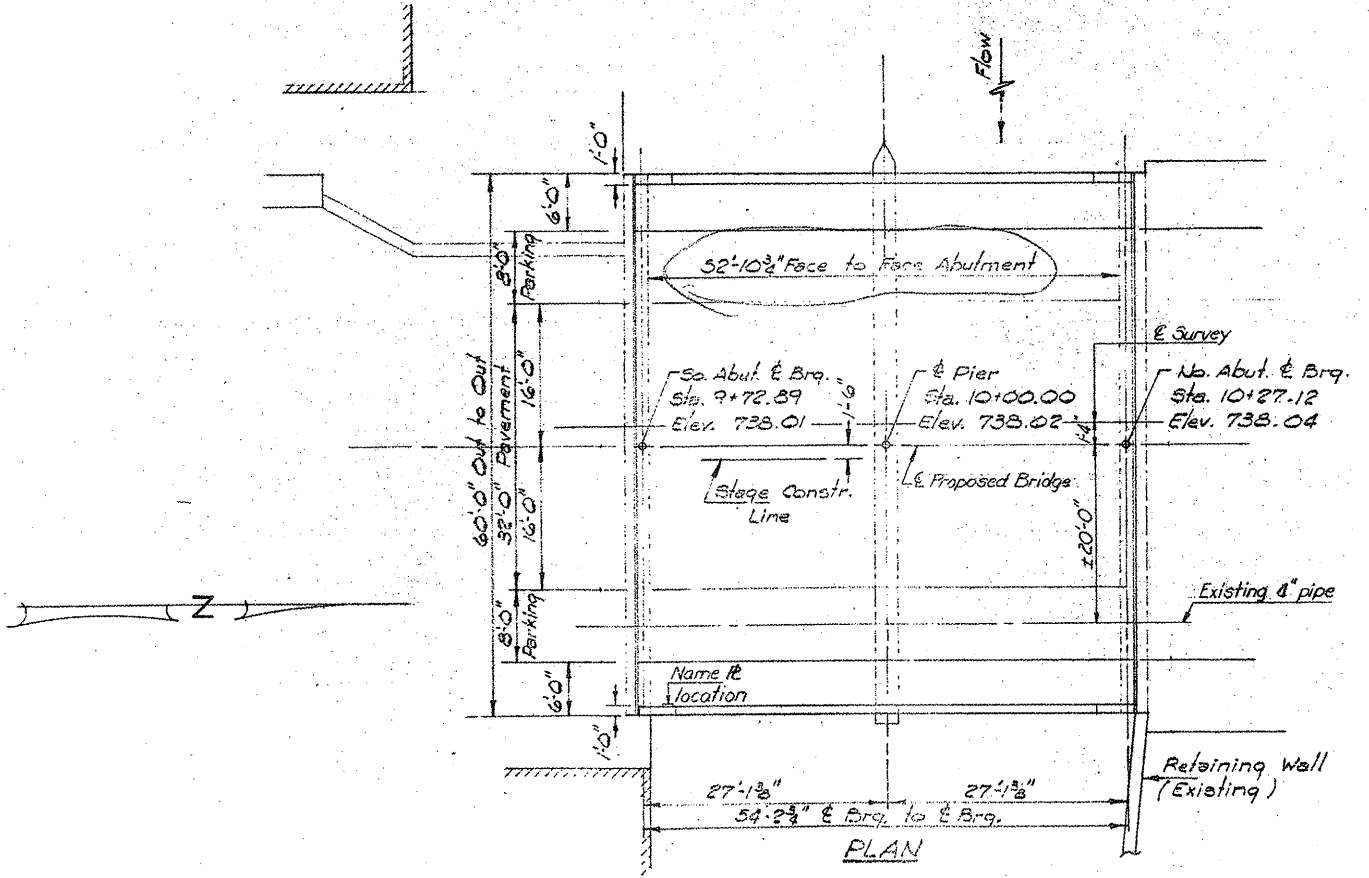 Flow
1'-0"
6'-0"
8'-0"
Parking
52'-10¾" Face to Face Abutment
60'-0" Out to Out
32'-0" Pavement
16'-0"
16'-0"
℄ Survey
So. Abut. ℄ Brg.
Sta. 9+72.89
Elev. 738.01
1'-6"
℄ Pier
Sta. 10+00.00
Elev. 738.02
1'-4"
No. Abut. ℄ Brg.
Sta. 10+27.12
Elev. 738.04
Stage Constr.
Line
℄ Proposed Bridge
±20'-0"
Existing 4" pipe
Z
8'-0"
Parking
6'-0"
Name PL
location
1'-0"
Retaining Wall
(Existing)
27'-1⅜"
27'-1⅜"
54'-2¾" ℄ Brg. to ℄ Brg.
PLAN